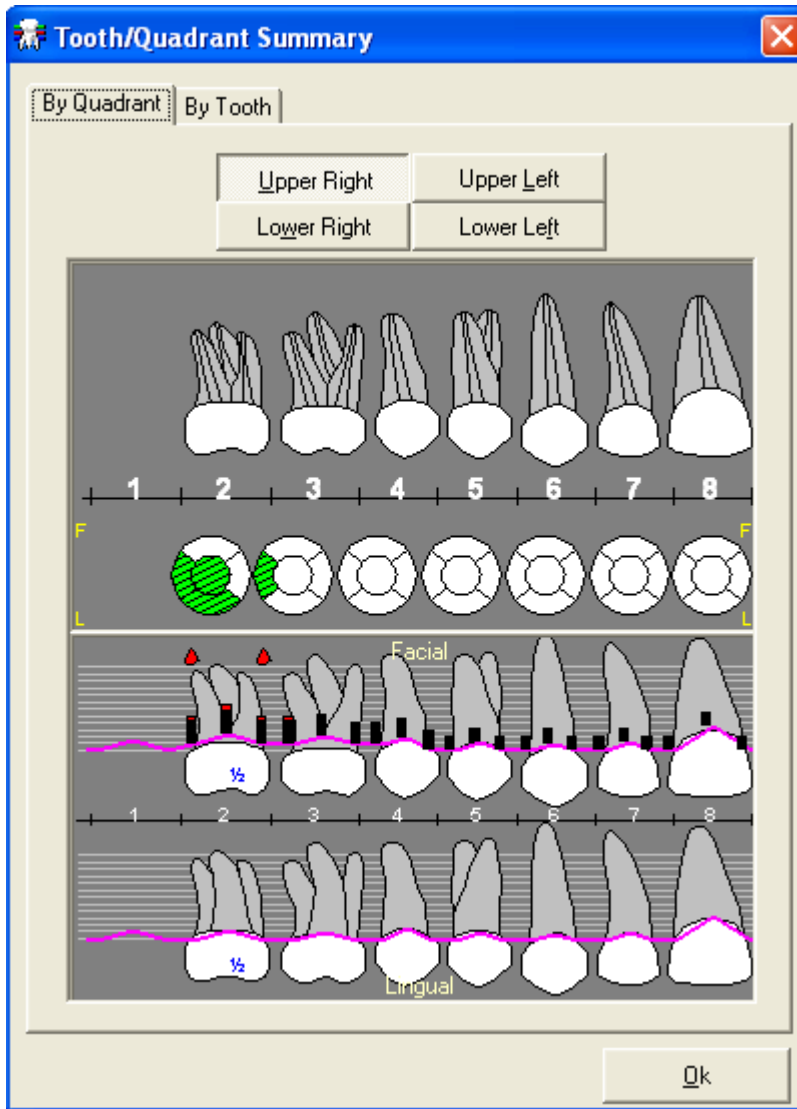 Tooth/Quadrant Summary
By Quadrant By Tooth
Upper Right Upper Left
Lower Right Lower Left
1 2 3 4 5 6 7 8
F F
L L
Facial
½
1 2 3 4 5 6 7 8
½
Lingual
Ok